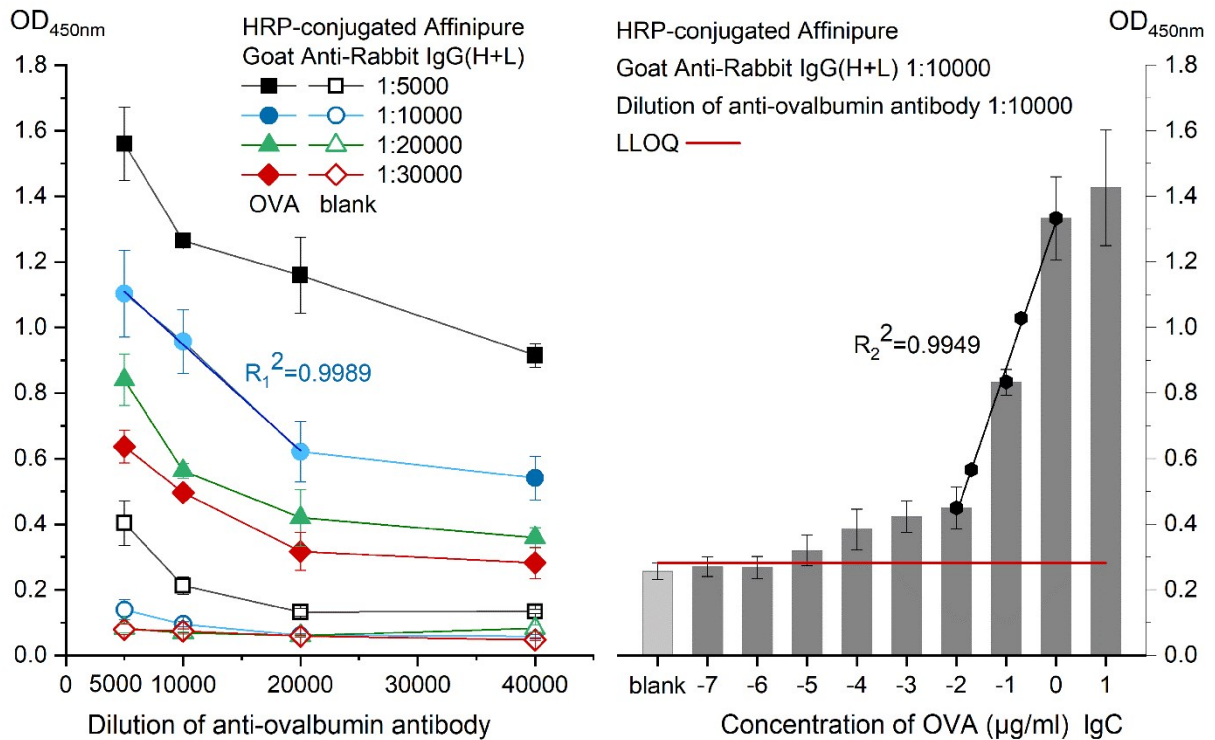 OD450nm
HRP-conjugated Affinipure
Goat Anti-Rabbit IgG(H+L)
1:5000
1:10000
1:20000
1:30000
OVA blank
1.8
1.6
1.4
1.2
1.0
0.8
0.6
0.4
0.2
0.0
R1²=0.9989
0 5000 10000 20000 30000 40000
Dilution of anti-ovalbumin antibody
HRP-conjugated Affinipure
Goat Anti-Rabbit IgG(H+L) 1:10000
Dilution of anti-ovalbumin antibody 1:10000
LLOQ
OD450nm
1.8
1.6
1.4
1.2
1.0
0.8
0.6
0.4
0.2
0.0
R2²=0.9949
blank -7 -6 -5 -4 -3 -2 -1 0 1
Concentration of OVA (µg/ml) lgC